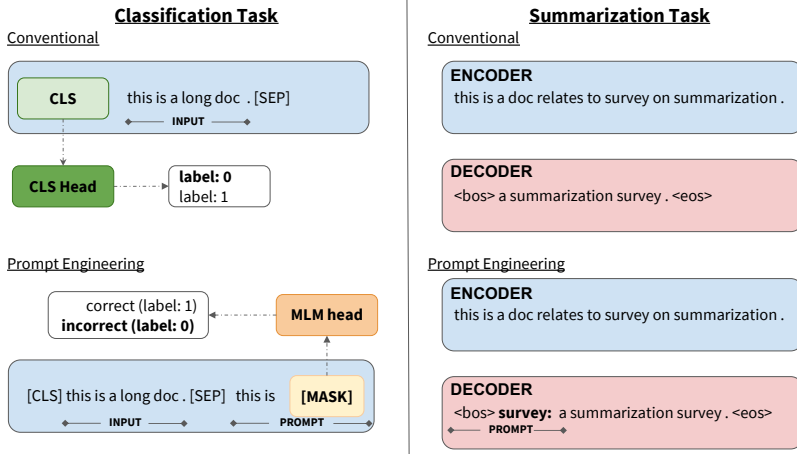 Classification Task
Conventional
CLS
this is a long doc . [SEP]
INPUT
CLS Head
label: 0
label: 1
Prompt Engineering
correct (label: 1)
incorrect (label: 0)
MLM head
[CLS] this is a long doc . [SEP] this is [MASK]
INPUT
PROMPT
Summarization Task
Conventional
ENCODER
this is a doc relates to survey on summarization .
DECODER
<bos> a summarization survey . <eos>
Prompt Engineering
ENCODER
this is a doc relates to survey on summarization .
DECODER
<bos> survey: a summarization survey . <eos>
PROMPT